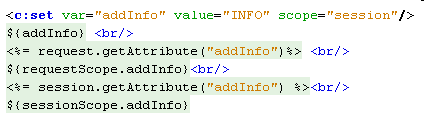 <c:set var="addInfo" value="INFO" scope="session"/>
${addInfo} <br/>
<%= request.getAttribute("addInfo")%> <br/>
${requestScope.addInfo}<br/>
<%= session.getAttribute("addInfo") %><br/>
${sessionScope.addInfo}